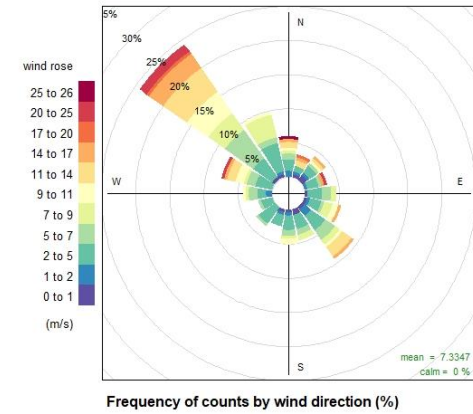 35%
30%
25%
20%
15%
10%
5%
N
W
E
S
wind rose
25 to 26
20 to 25
17 to 20
14 to 17
11 to 14
9 to 11
7 to 9
5 to 7
2 to 5
1 to 2
0 to 1
(m/s)
mean = 7.3347
calm = 0 %
Frequency of counts by wind direction (%)